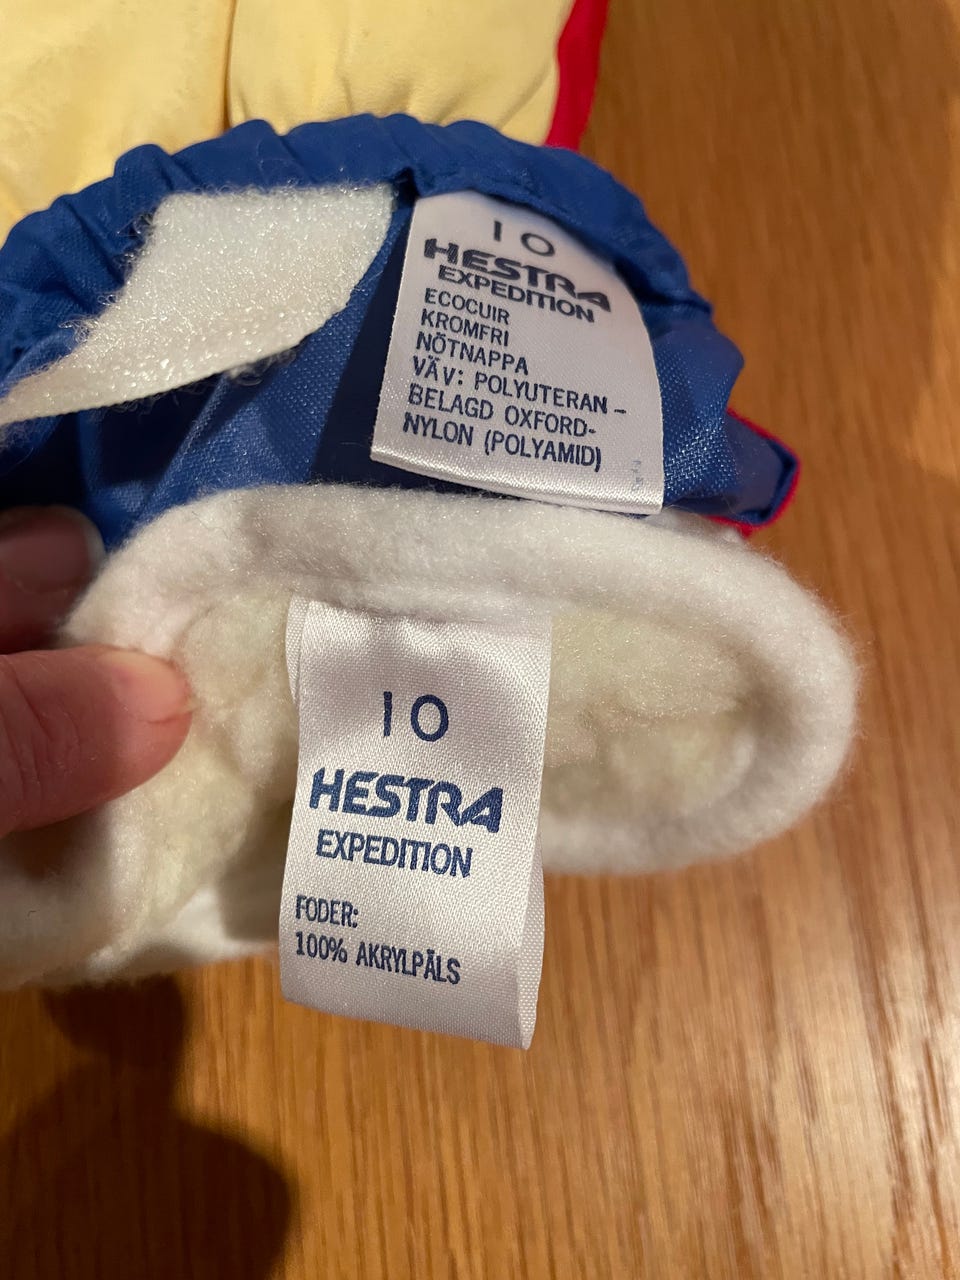 10
HESTRA
EXPEDITION
ECOCUIR
KROMFRI
NÖTNAPPA
VÄV: POLYUTERAN-
BELAGD OXFORD-
NYLON (POLYAMID)
10
HESTRA
EXPEDITION
FODER:
100% AKRYLPÄLS